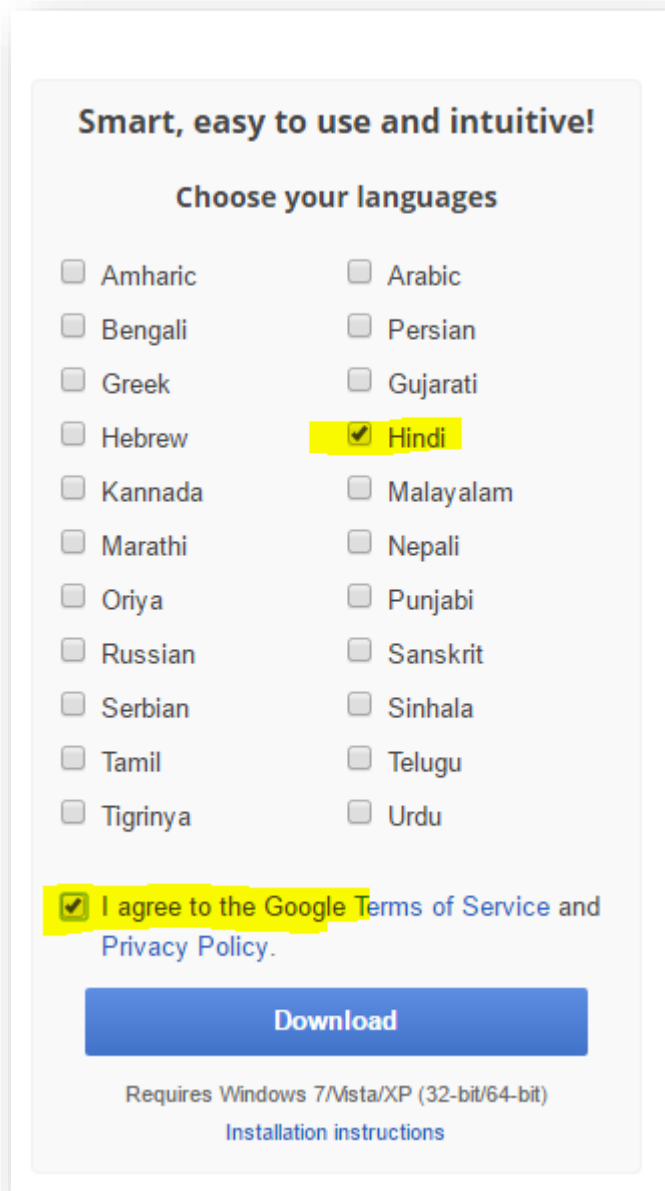 Smart, easy to use and intuitive!
Choose your languages
Amharic
Arabic
Bengali
Persian
Greek
Gujarati
Hebrew
Hindi
Kannada
Malayalam
Marathi
Nepali
Oriya
Punjabi
Russian
Sanskrit
Serbian
Sinhala
Tamil
Telugu
Tigrinya
Urdu
I agree to the Google Terms of Service and
Privacy Policy.
Download
Requires Windows 7/Vista/XP (32-bit/64-bit)
Installation instructions